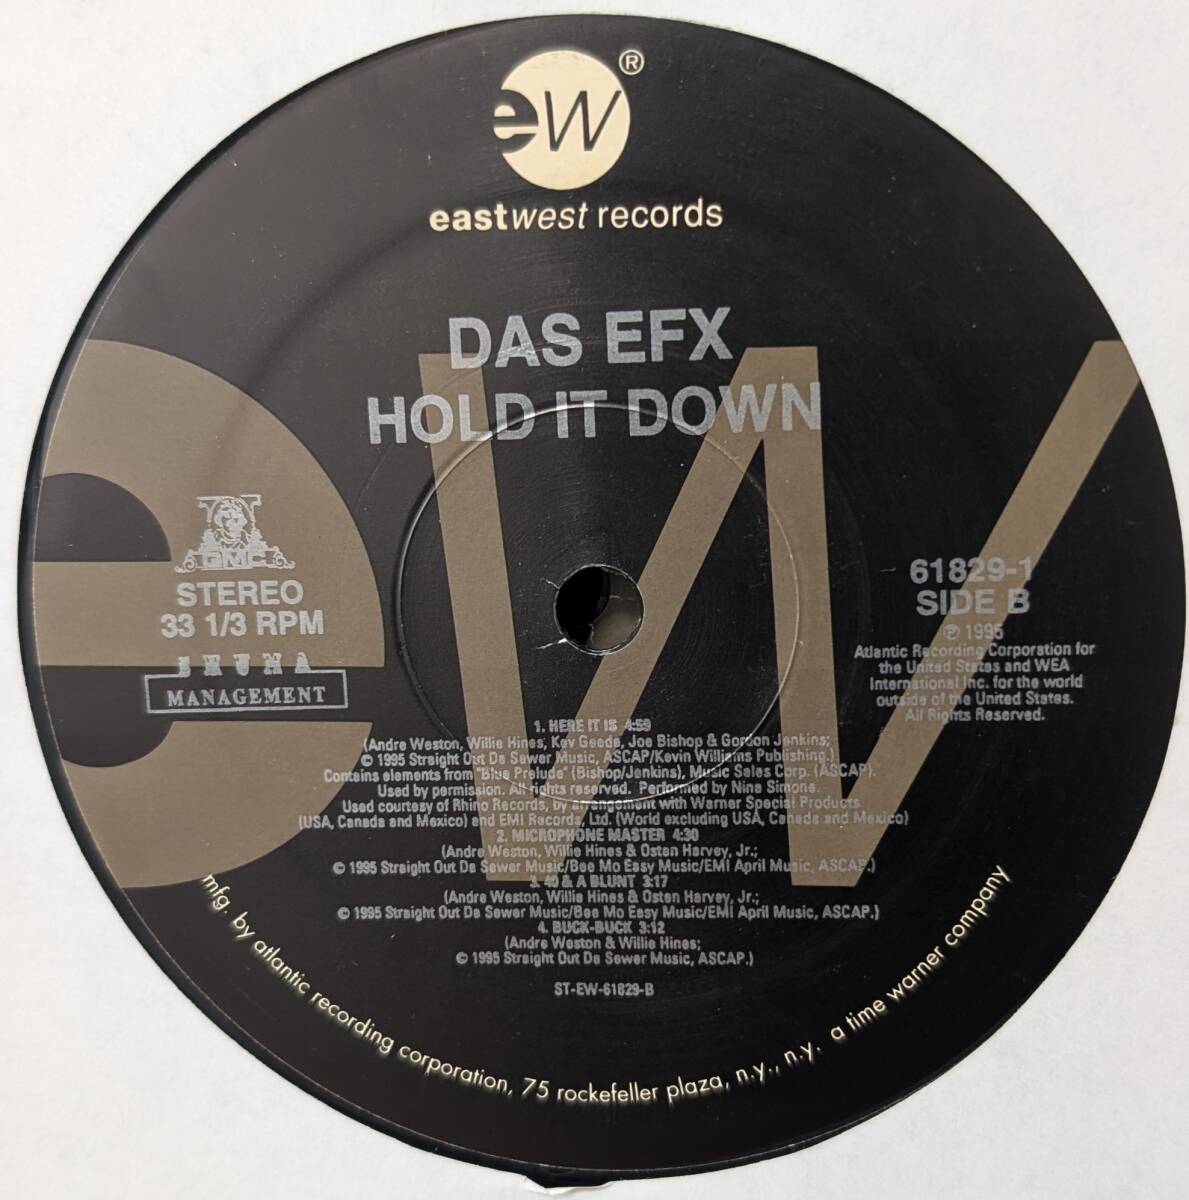 ew®
eastwest records
DAS EFX
HOLD IT DOWN
GMC
STEREO
33 1/3 RPM
SHUMA
MANAGEMENT
61829-1
SIDE B
℗ 1995
Atlantic Recording Corporation for
the United States and WEA
International Inc. for the world
outside of the United States.
All Rights Reserved.
1. HERE IT IS 4:59
(Andre Weston, Willie Hines, Kev Geeda, Joe Bishop & Gordon Jenkins;
© 1995 Straight Out Da Sewer Music, ASCAP/Kevin Williams Publishing.)
Contains elements from "Blue Prelude" (Bishop/Jenkins), Music Sales Corp. (ASCAP).
Used by permission. All rights reserved. Performed by Nina Simone.
Used courtesy of Rhino Records, by arrangement with Warner Special Products
(USA, Canada and Mexico) and EMI Records, Ltd. (World excluding USA, Canada and Mexico)
2. MICROPHONE MASTER 4:30
(Andre Weston, Willie Hines & Osten Harvey, Jr.;
© 1995 Straight Out Da Sewer Music/Bee Mo Easy Music/EMI April Music, ASCAP.)
3. 40 & A BLUNT 3:17
(Andre Weston, Willie Hines & Osten Harvey, Jr.;
© 1995 Straight Out Da Sewer Music/Bee Mo Easy Music/EMI April Music, ASCAP.)
4. BUCK-BUCK 3:12
(Andre Weston & Willie Hines;
© 1995 Straight Out Da Sewer Music, ASCAP.)
ST-EW-61829-B
mfg. by atlantic recording corporation, 75 rockefeller plaza, n.y., n.y. a time warner company
ew